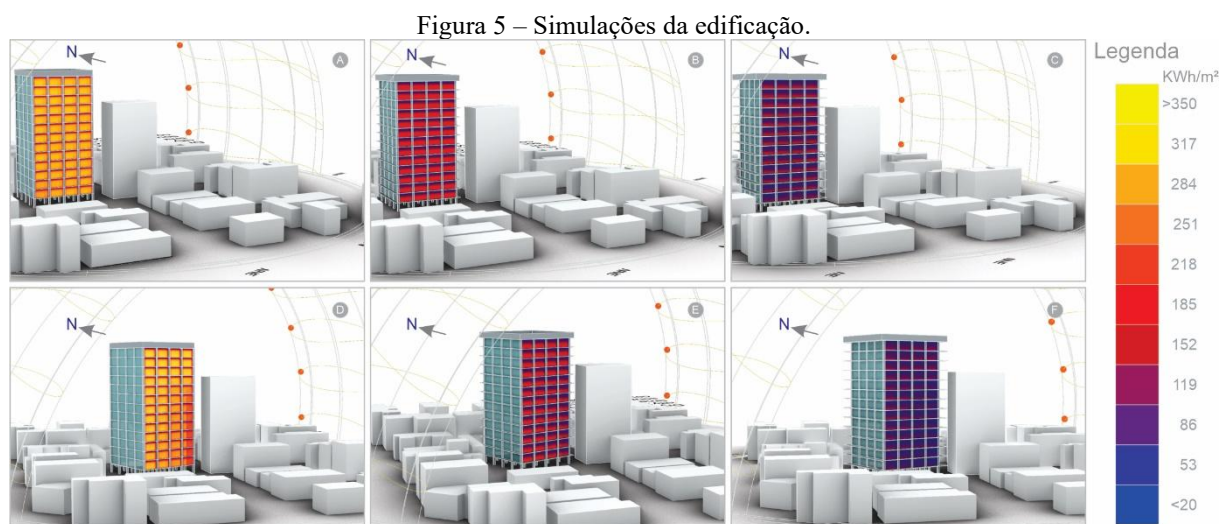 Figura 5 – Simulações da edificação.
N
A
N
B
N
C
N
D
N
E
N
F
Legenda
KWh/m²
>350
317
284
251
218
185
152
119
86
53
<20